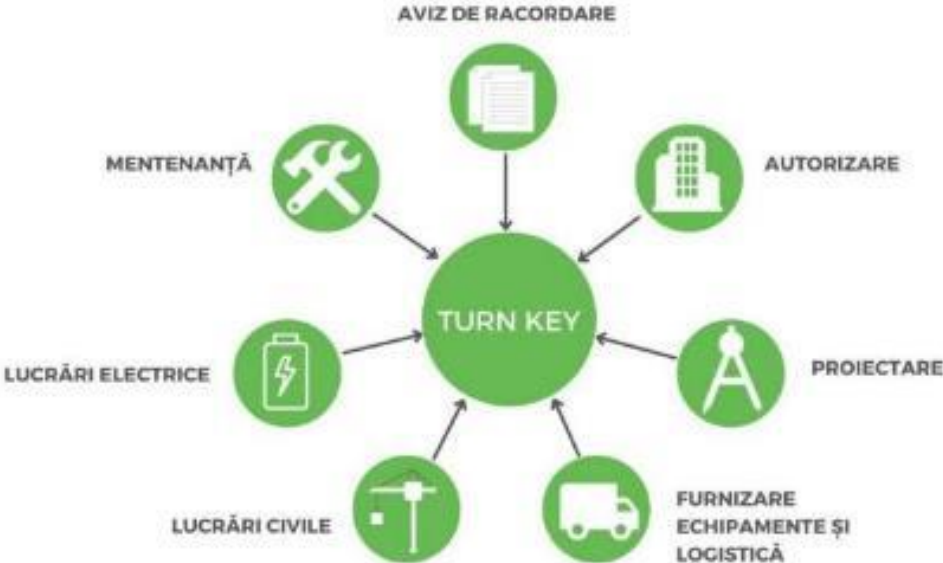 AVIZ DE RACORDARE
MENTENANȚĂ
AUTORIZARE
TURN KEY
LUCRĂRI ELECTRICE
PROIECTARE
LUCRĂRI CIVILE
FURNIZARE
ECHIPAMENTE ȘI
LOGISTICĂ